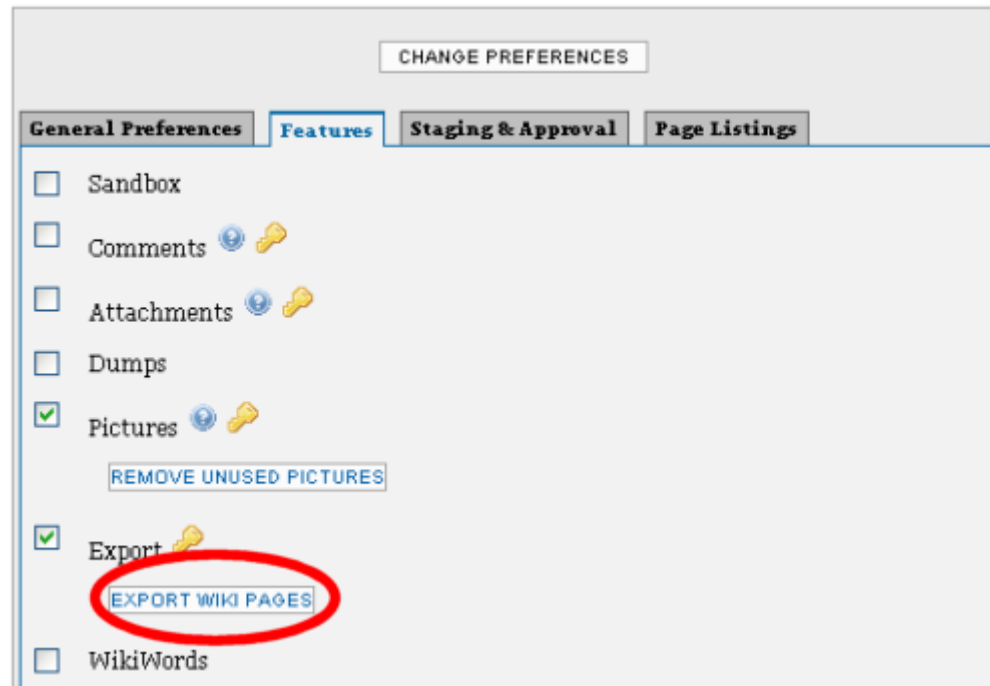 CHANGE PREFERENCES
General Preferences Features Staging & Approval Page Listings
Sandbox
Comments
Attachments
Dumps
Pictures
REMOVE UNUSED PICTURES
Export
EXPORT WIKI PAGES
WikiWords